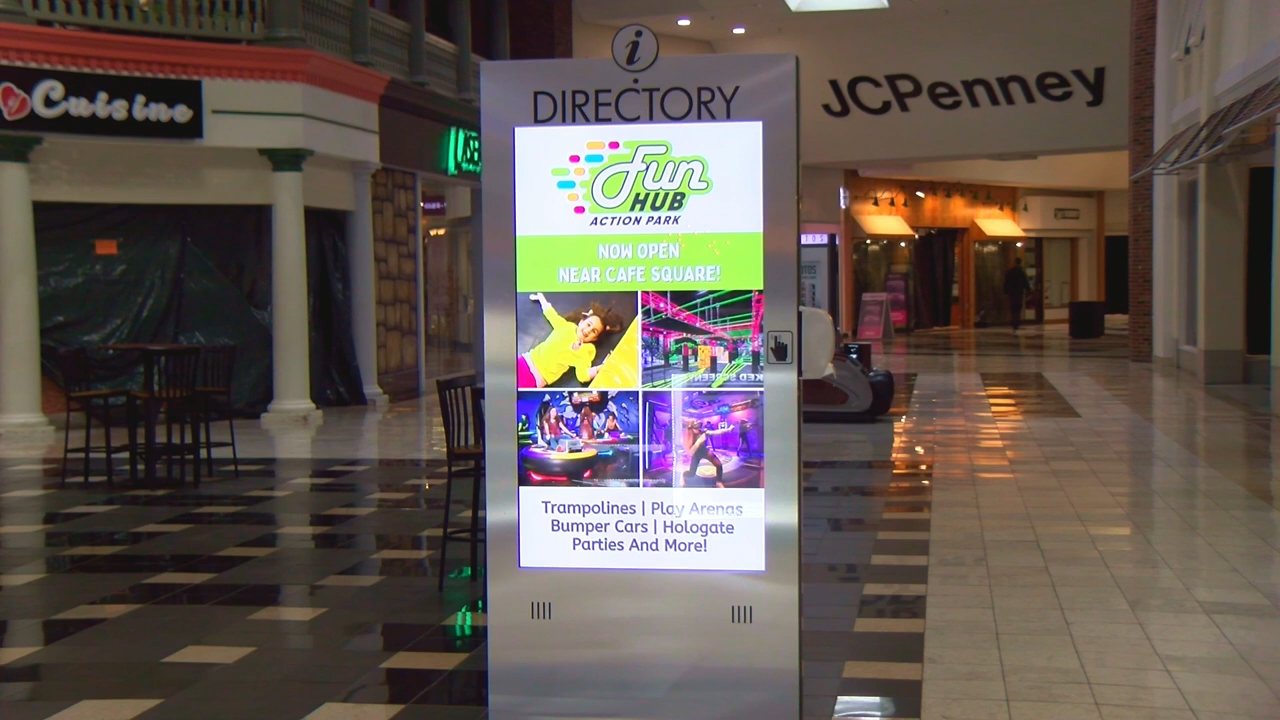 Cuisine
i
DIRECTORY
JCPenney
Fun
HUB
ACTION PARK
NOW OPEN
NEAR CAFE SQUARE!
Trampolines | Play Arenas
Bumper Cars | Hologate
Parties And More!